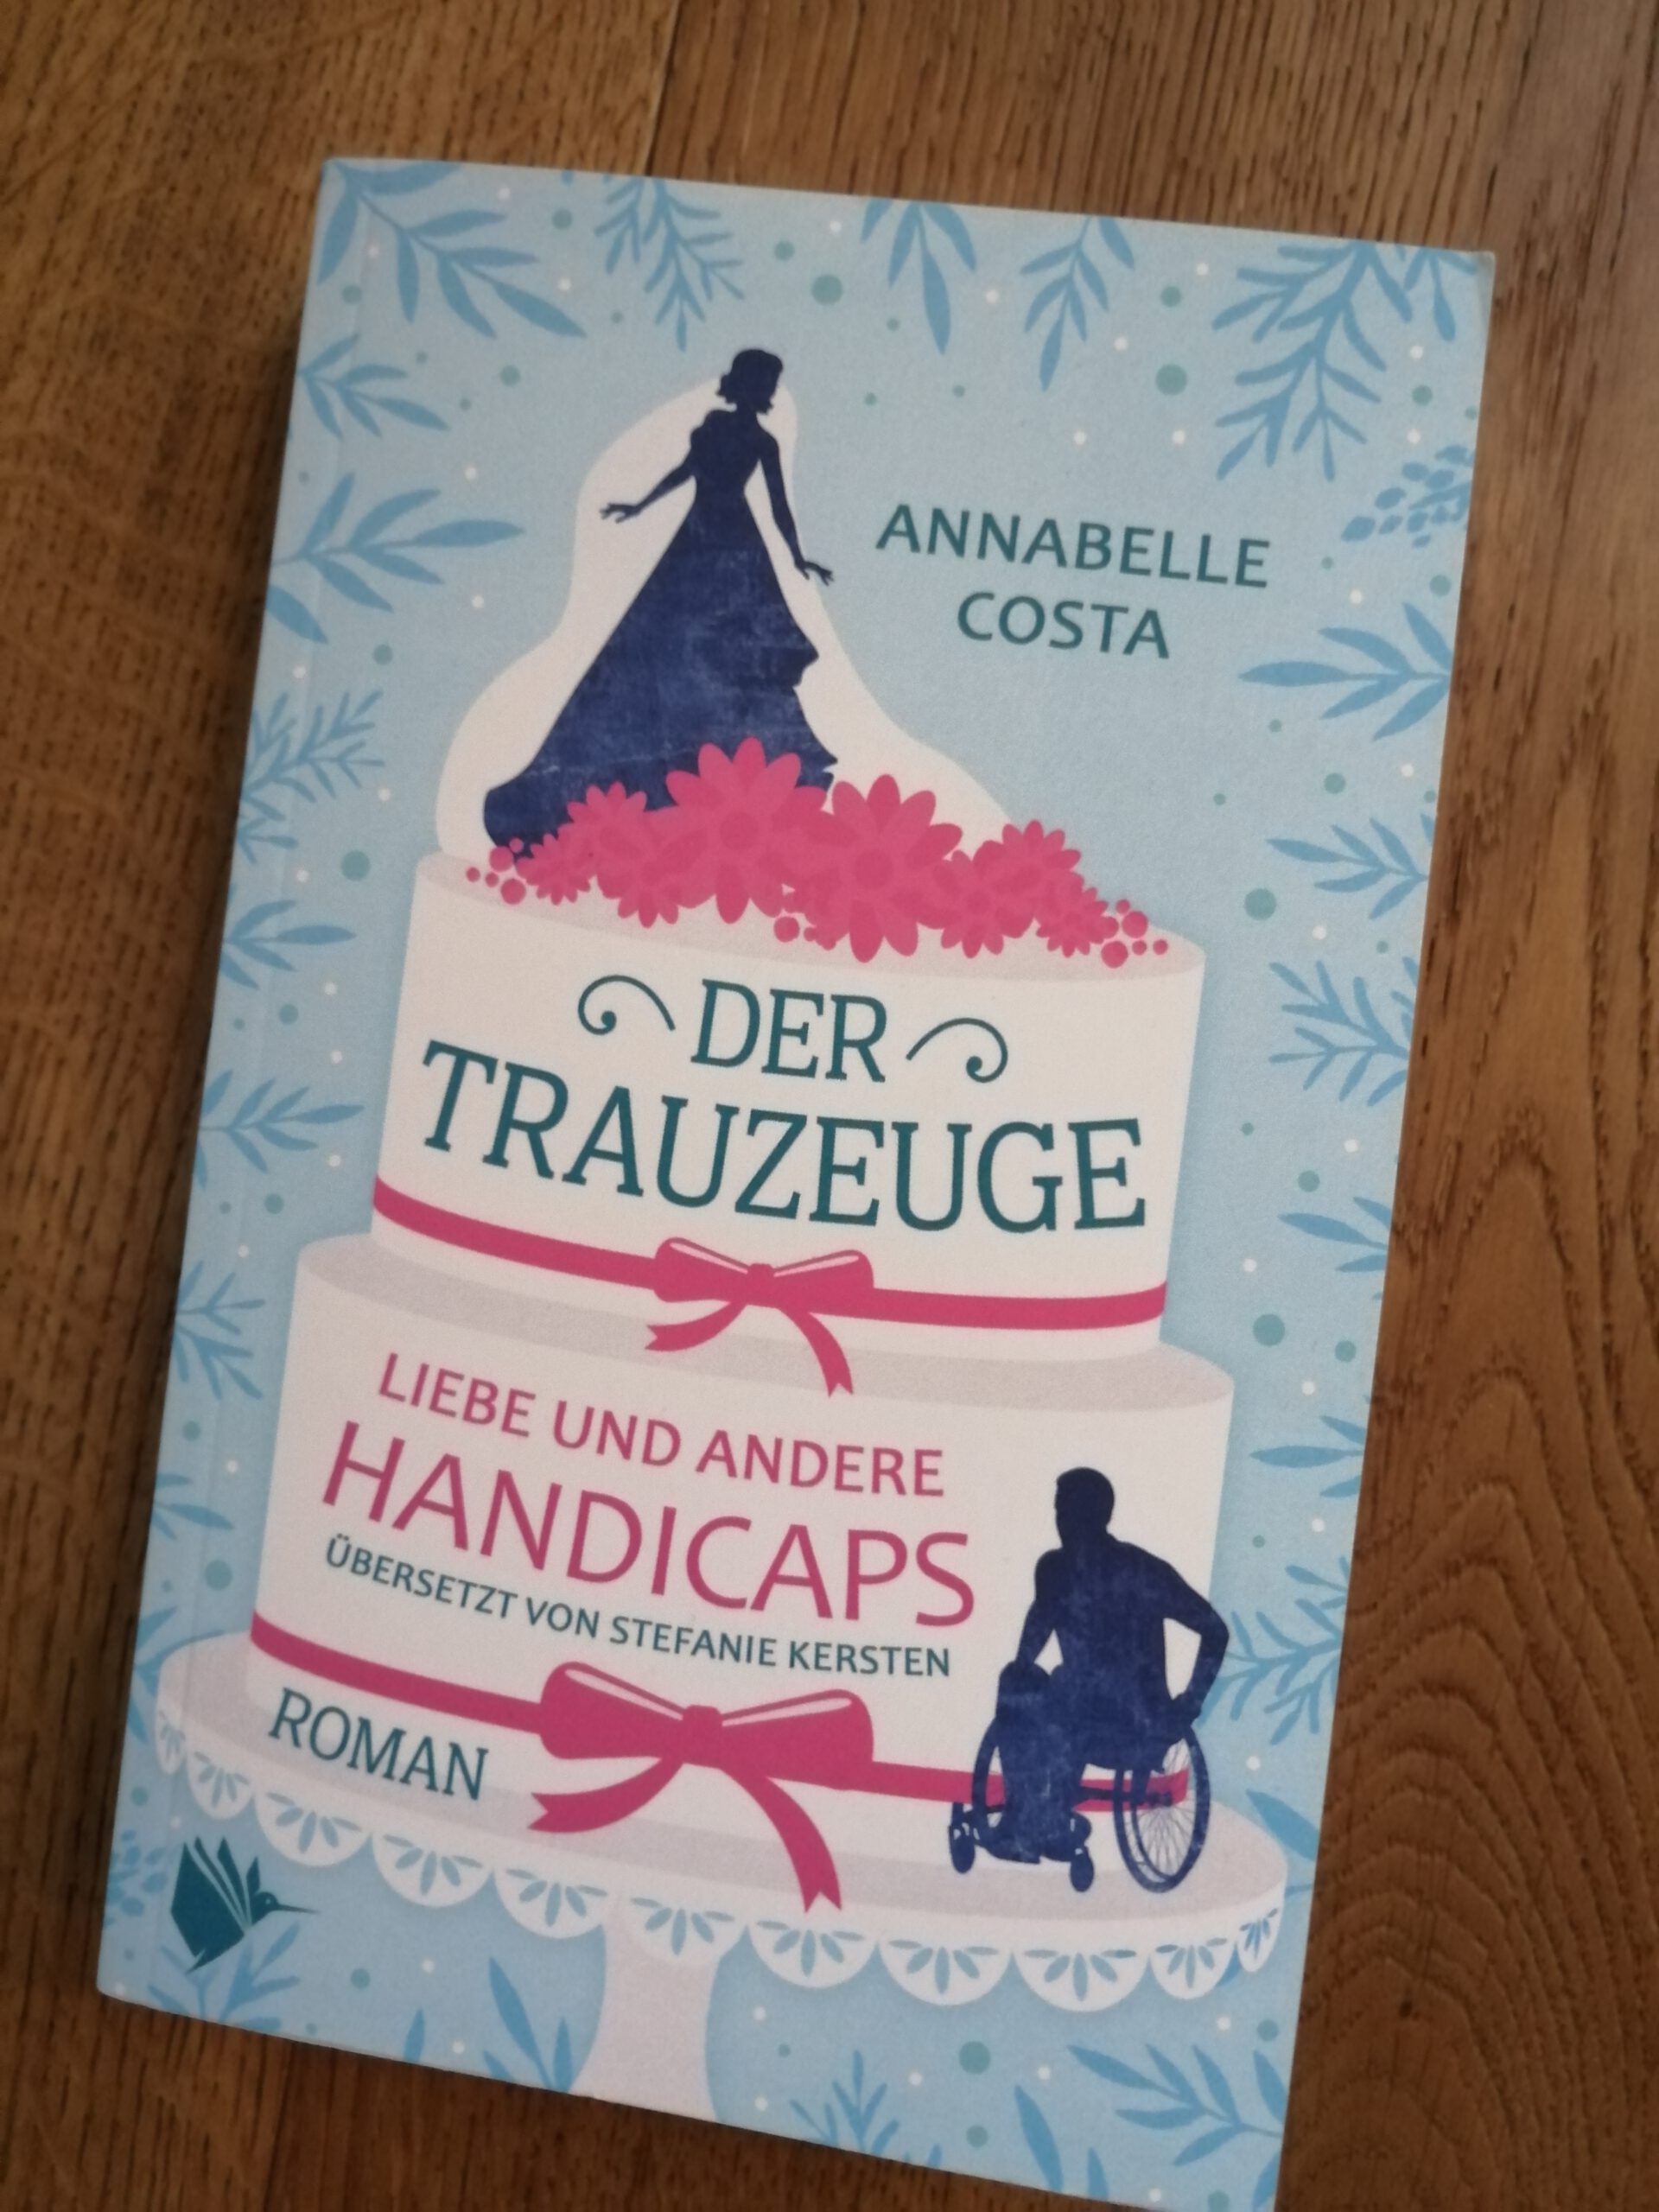 ANNABELLE
COSTA
DER
TRAUZEUGE
LIEBE UND ANDERE
HANDICAPS
ÜBERSETZT VON STEFANIE KERSTEN
ROMAN